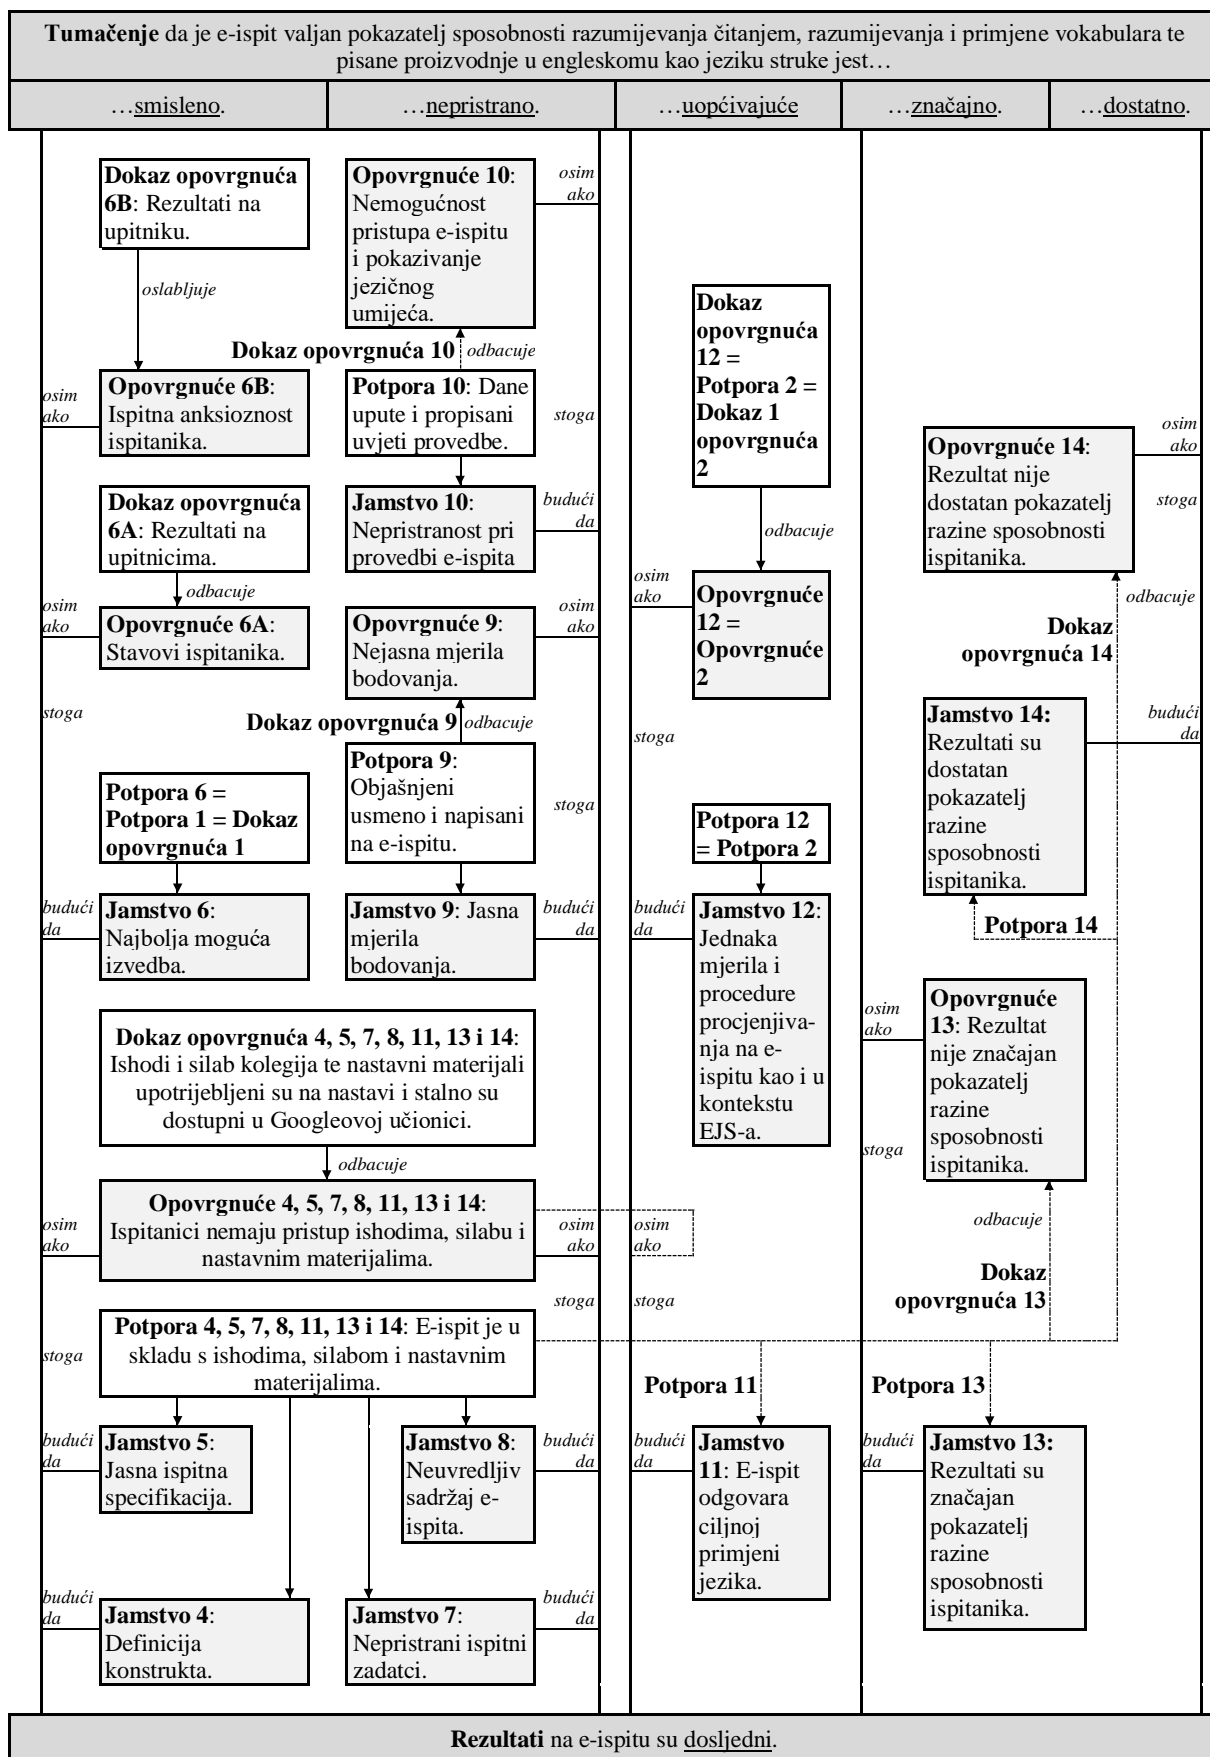 Tumačenje da je e-ispit valjan pokazatelj sposobnosti razumijevanja čitanjem, razumijevanja i primjene vokabulara te
pisane proizvodnje u engleskomu kao jeziku struke jest…
…smisleno.
…nepristrano.
…uopćivajuće
…značajno.
…dostatno.
Dokaz opovrgnuća
6B: Rezultati na
upitniku.
oslabljuje
osim
ako
Opovrgnuće 6B:
Ispitna anksioznost
ispitanika.
Dokaz opovrgnuća
6A: Rezultati na
upitnicima.
odbacuje
osim
ako
Opovrgnuće 6A:
Stavovi ispitanika.
stoga
Potpora 6 =
Potpora 1 = Dokaz
opovrgnuća 1
budući
da
Jamstvo 6:
Najbolja moguća
izvedba.
Opovrgnuće 10:
Nemogućnost
pristupa e-ispitu
i pokazivanje
jezičnog
umijeća.
osim
ako
Dokaz opovrgnuća 10
odbacuje
Potpora 10: Dane
upute i propisani
uvjeti provedbe.
stoga
Jamstvo 10:
Nepristranost pri
provedbi e-ispita
budući
da
Opovrgnuće 9:
Nejasna mjerila
bodovanja.
osim
ako
Dokaz opovrgnuća 9
odbacuje
Potpora 9:
Objašnjeni
usmeno i napisani
na e-ispitu.
stoga
Jamstvo 9: Jasna
mjerila
bodovanja.
budući
da
Dokaz opovrgnuća 4, 5, 7, 8, 11, 13 i 14:
Ishodi i silab kolegija te nastavni materijali
upotrijebljeni su na nastavi i stalno su
dostupni u Googleovoj učionici.
odbacuje
osim
ako
Opovrgnuće 4, 5, 7, 8, 11, 13 i 14:
Ispitanici nemaju pristup ishodima, silabu i
nastavnim materijalima.
osim
ako
osim
ako
stoga
stoga
stoga
Potpora 4, 5, 7, 8, 11, 13 i 14: E-ispit je u
skladu s ishodima, silabom i nastavnim
materijalima.
budući
da
Jamstvo 5:
Jasna ispitna
specifikacija.
Jamstvo 8:
Neuvredljiv
sadržaj e-
ispita.
budući
da
budući
da
Jamstvo 4:
Definicija
konstrukta.
Jamstvo 7:
Nepristrani ispitni
zadatci.
budući
da
Dokaz
opovrgnuća
12 =
Potpora 2 =
Dokaz 1
opovrgnuća
2
odbacuje
osim
ako
Opovrgnuće
12 =
Opovrgnuće
2
stoga
Potpora 12
= Potpora 2
budući
da
Jamstvo 12:
Jednaka
mjerila i
procedure
procjenjiva-
nja na e-
ispitu kao i u
kontekstu
EJS-a.
Potpora 11
budući
da
Jamstvo
11: E-ispit
odgovara
ciljnoj
primjeni
jezika.
Opovrgnuće 14:
Rezultat nije
dostatan pokazatelj
razine sposobnosti
ispitanika.
osim
ako
stoga
odbacuje
Dokaz
opovrgnuća 14
Jamstvo 14:
Rezultati su
dostatan
pokazatelj
razine
sposobnosti
ispitanika.
budući
da
Potpora 14
osim
ako
Opovrgnuće
13: Rezultat
nije značajan
pokazatelj
razine
sposobnosti
ispitanika.
stoga
odbacuje
Dokaz
opovrgnuća 13
Potpora 13
budući
da
Jamstvo 13:
Rezultati su
značajan
pokazatelj
razine
sposobnosti
ispitanika.
Rezultati na e-ispitu su dosljedni.